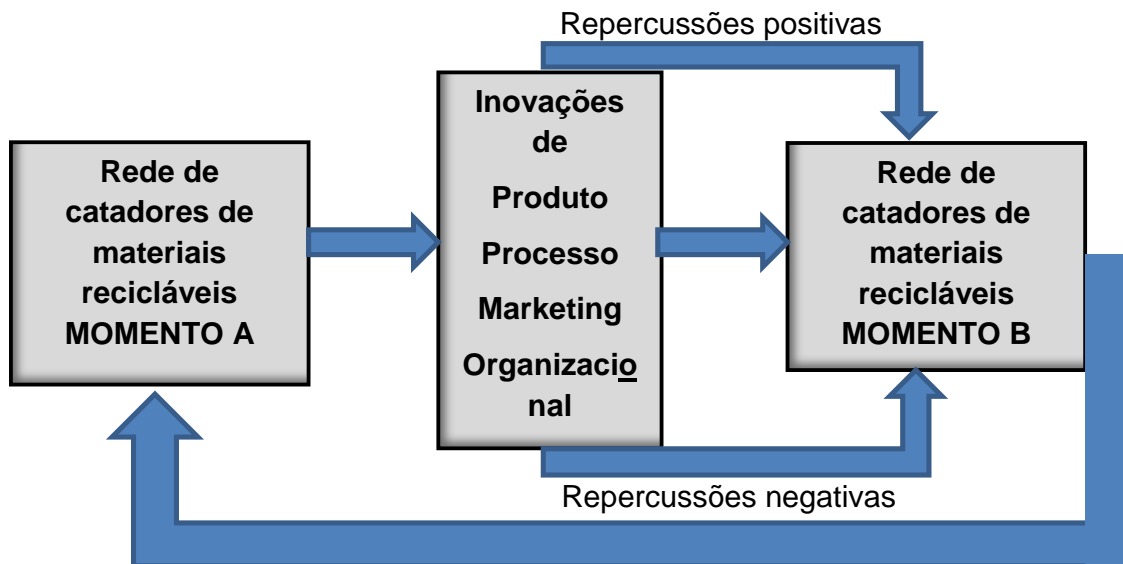 Repercussões positivas
Rede de
catadores de
materiais
recicláveis
MOMENTO A
Inovações
de
Produto
Processo
Marketing
Organizacio
nal
Rede de
catadores de
materiais
recicláveis
MOMENTO B
Repercussões negativas